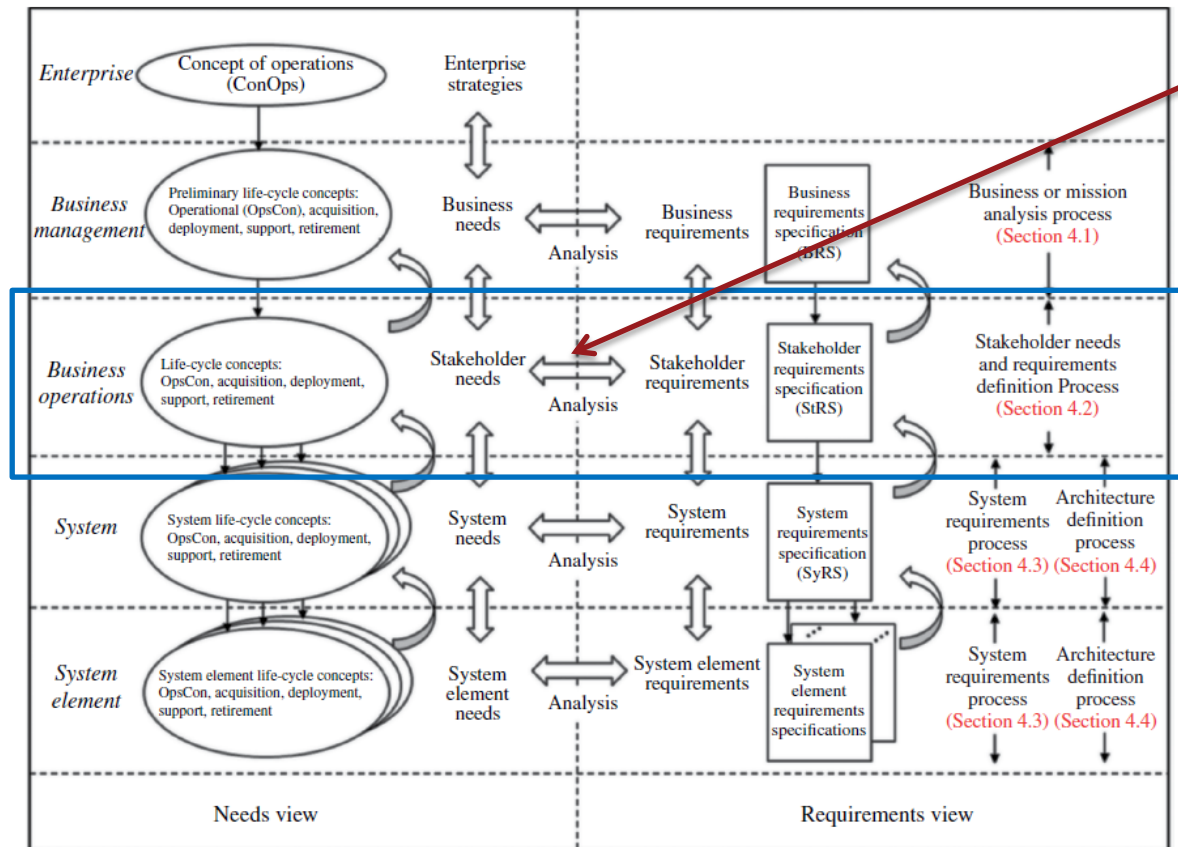 Enterprise
Concept of operations
(ConOps)
Enterprise
strategies
Business
management
Preliminary life-cycle concepts:
Operational (OpsCon), acquisition,
deployment, support, retirement
Business
needs
Analysis
Business
requirements
Business
requirements
specification
(BRS)
Business or mission
analysis process
(Section 4.1)
Business
operations
Life-cycle concepts:
OpsCon, acquisition, deployment,
support, retirement
Stakeholder
needs
Analysis
Stakeholder
requirements
Stakeholder
requirements
specification
(StRS)
Stakeholder needs
and requirements
definition Process
(Section 4.2)
System
System life-cycle concepts:
OpsCon, acquisition, deployment,
support, retirement
System
needs
Analysis
System
requirements
System
requirements
specification
(SyRS)
System
requirements
process
(Section 4.3)
Architecture
definition
process
(Section 4.4)
System
element
System element life-cycle concepts:
OpsCon, acquisition, deployment,
support, retirement
System
element
needs
Analysis
System element
requirements
System
element
requirements
specifications
System
requirements
process
(Section 4.3)
Architecture
definition
process
(Section 4.4)
Needs view
Requirements view